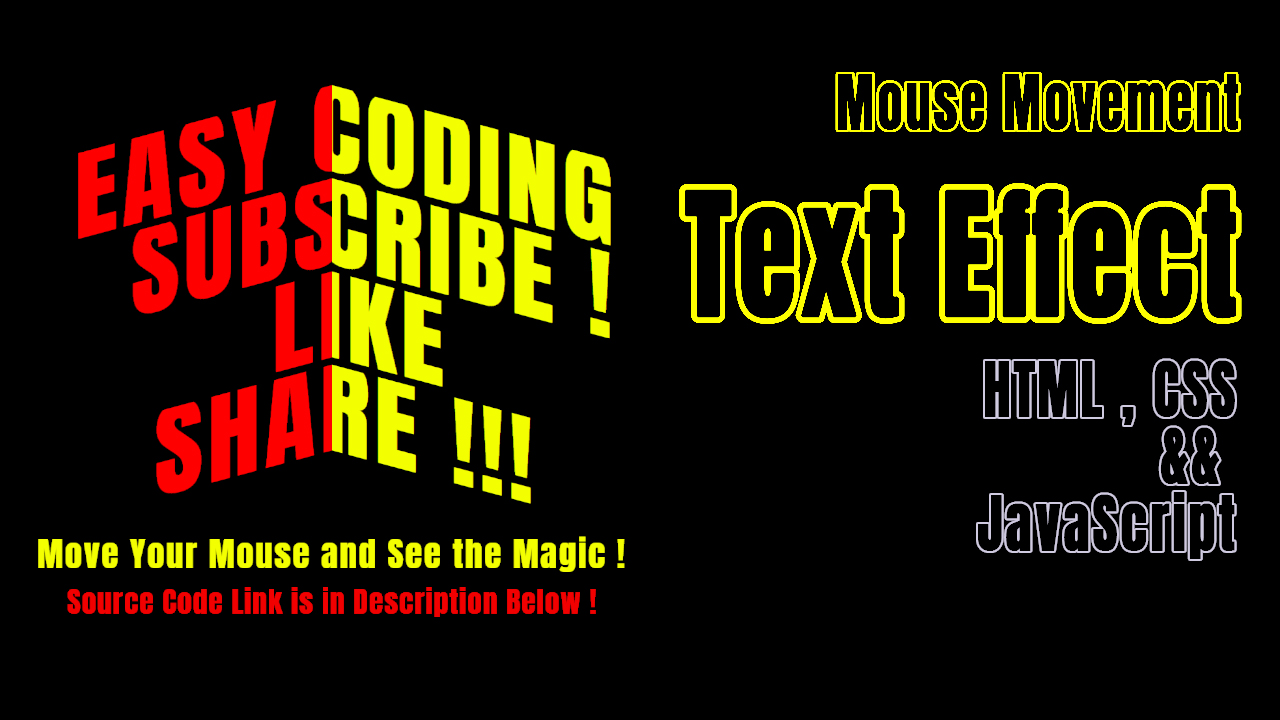 EASY CODING
SUBSCRIBE !
LIKE
SHARE !!!
Move Your Mouse and See the Magic !
Source Code Link is in Description Below !
Mouse Movement
Text Effect
HTML , CSS
&&
JavaScript